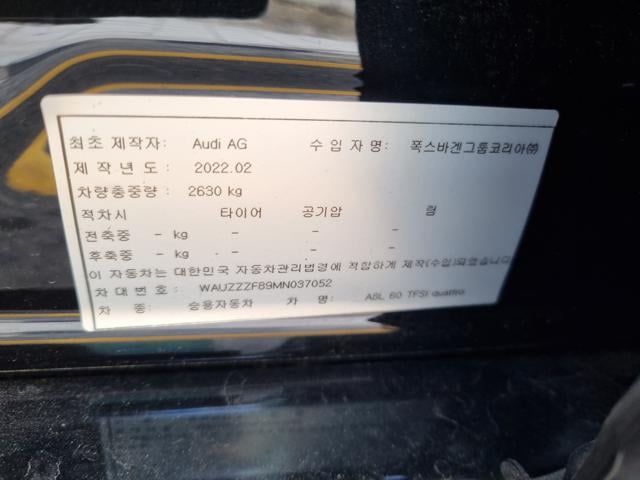 최초 제작자: Audi AG 수 입 자 명: 폭스바겐그룹코리아㈜
제 작 년 도 : 2022.02
차량총중량 : 2630 kg
적차시 타이어 공기압 림
전축중 - kg - - -
후축중 - kg - - -
이 자동차는 대한민국 자동차관리법령에 적합하게 제작(수입)되었습니다
차 대 번 호 : WAUZZZF89MN037052
차 종: 승용자동차 차 명: A8L 60 TFSI quattro